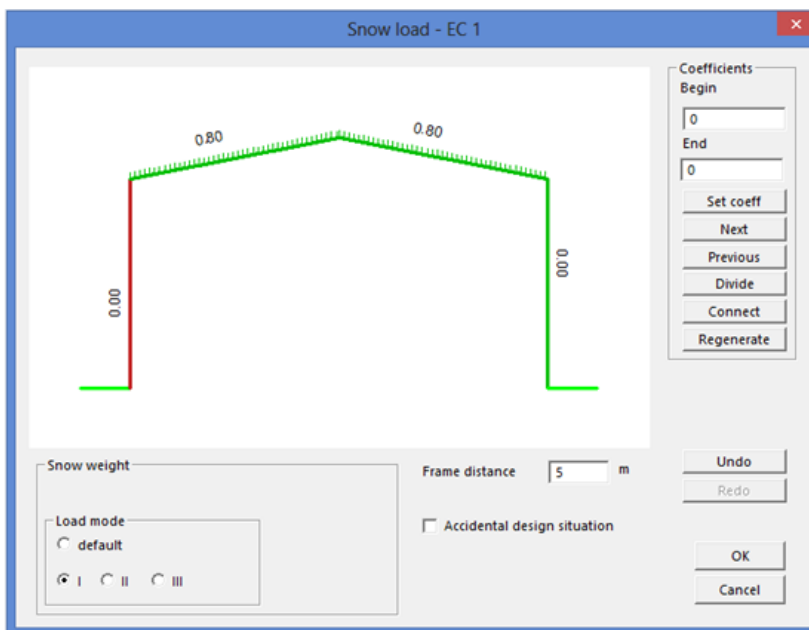 Snow load - EC 1
0.80
0.80
0.00
0.00
Coefficients
Begin
0
End
0
Set coeff
Next
Previous
Divide
Connect
Regenerate
Snow weight
Load mode
default
I
II
III
Frame distance
5
m
Accidental design situation
Undo
Redo
OK
Cancel